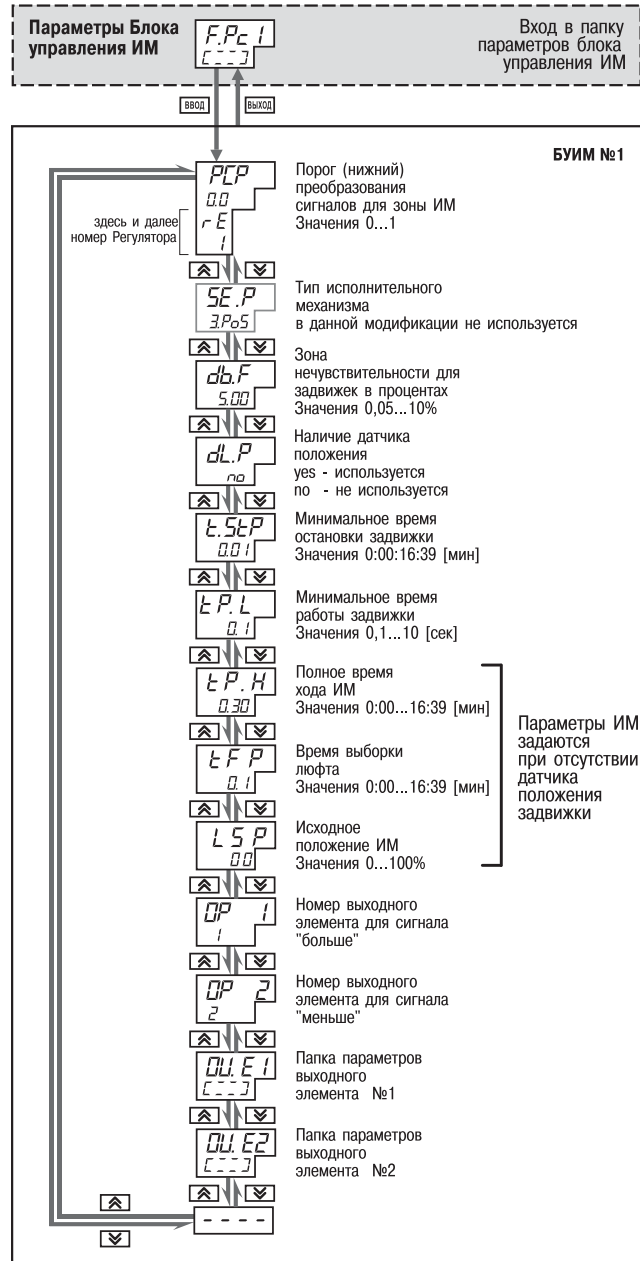 Параметры Блока
управления ИМ
F.Pc 1
[---]
Вход в папку
параметров блока
управления ИМ
ВВОД
ВЫХОД
БУИМ №1
PCP
0.0
rE
1
здесь и далее
номер Регулятора
Порог (нижний)
преобразования
сигналов для зоны ИМ
Значения 0...1
SE.P
3.PoS
Тип исполнительного
механизма
в данной модификации не используется
db.F
5.00
Зона
нечувствительности для
задвижек в процентах
Значения 0,05...10%
dL.P
no
Наличие датчика
положения
yes - используется
no - не используется
t.StP
0.01
Минимальное время
остановки задвижки
Значения 0:00:16:39 [мин]
tP.L
0.1
Минимальное время
работы задвижки
Значения 0,1...10 [сек]
tP.H
0.30
Полное время
хода ИМ
Значения 0:00...16:39 [мин]
tFP
0.1
Время выборки
люфта
Значения 0:00...16:39 [мин]
LSP
00
Исходное
положение ИМ
Значения 0...100%
Параметры ИМ
задаются
при отсутствии
датчика
положения
задвижки
OP 1
1
Номер выходного
элемента для сигнала
"больше"
OP 2
2
Номер выходного
элемента для сигнала
"меньше"
OU.E1
[---]
Папка параметров
выходного
элемента №1
OU.E2
[---]
Папка параметров
выходного
элемента №2
----